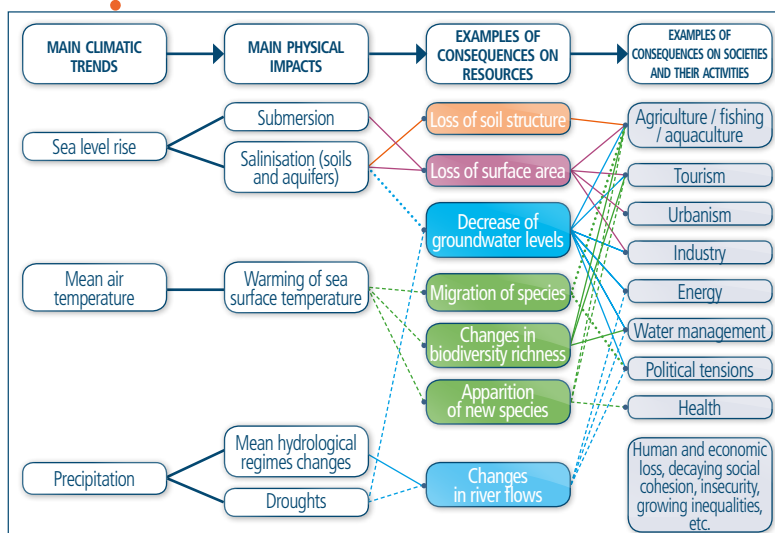 MAIN CLIMATIC
TRENDS
MAIN PHYSICAL
IMPACTS
EXAMPLES OF
CONSEQUENCES ON
RESOURCES
EXAMPLES OF
CONSEQUENCES ON SOCIETIES
AND THEIR ACTIVITIES
Sea level rise
Mean air
temperature
Precipitation
Submersion
Salinisation (soils
and aquifers)
Warming of sea
surface temperature
Mean hydrological
regimes changes
Droughts
Loss of soil structure
Loss of surface area
Decrease of
groundwater levels
Migration of species
Changes in
biodiversity richness
Apparition
of new species
Changes
in river flows
Agriculture / fishing
/ aquaculture
Tourism
Urbanism
Industry
Energy
Water management
Political tensions
Health
Human and economic
loss, decaying social
cohesion, insecurity,
growing inequalities,
etc.